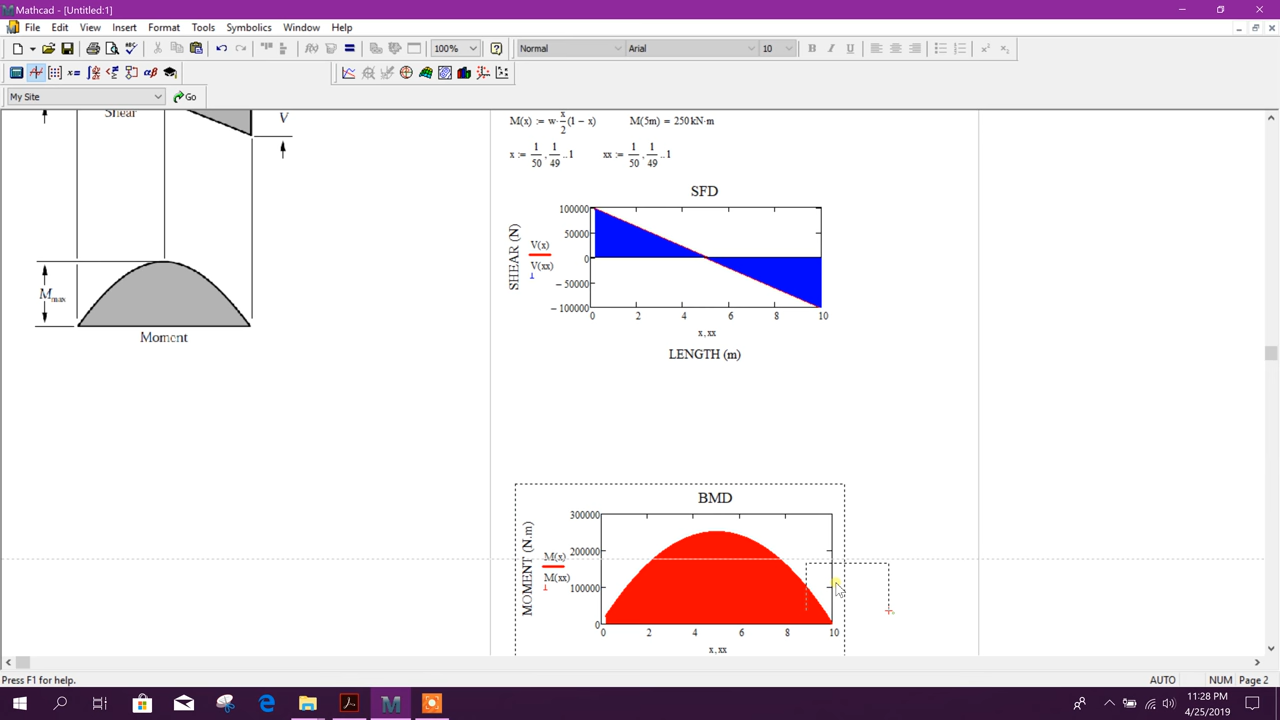 Mathcad - [Untitled:1]
File Edit View Insert Format Tools Symbolics Window Help
100% Normal Arial 10 B I U
My Site Go
Shear
V
M(x) := w·x/2(l − x) M(5m) = 250 kN·m
x := 1/50, 1/49..1 xx := 1/50, 1/49..1
SFD
SHEAR (N)
V(x)
V(xx)
100000
50000
0
− 50000
− 100000
0 2 4 6 8 10
x, xx
LENGTH (m)
Mmax
Moment
BMD
MOMENT (N.m)
M(x)
M(xx)
300000
200000
100000
0
0 2 4 6 8 10
x, xx
Press F1 for help. AUTO NUM Page 2
11:28 PM
4/25/2019